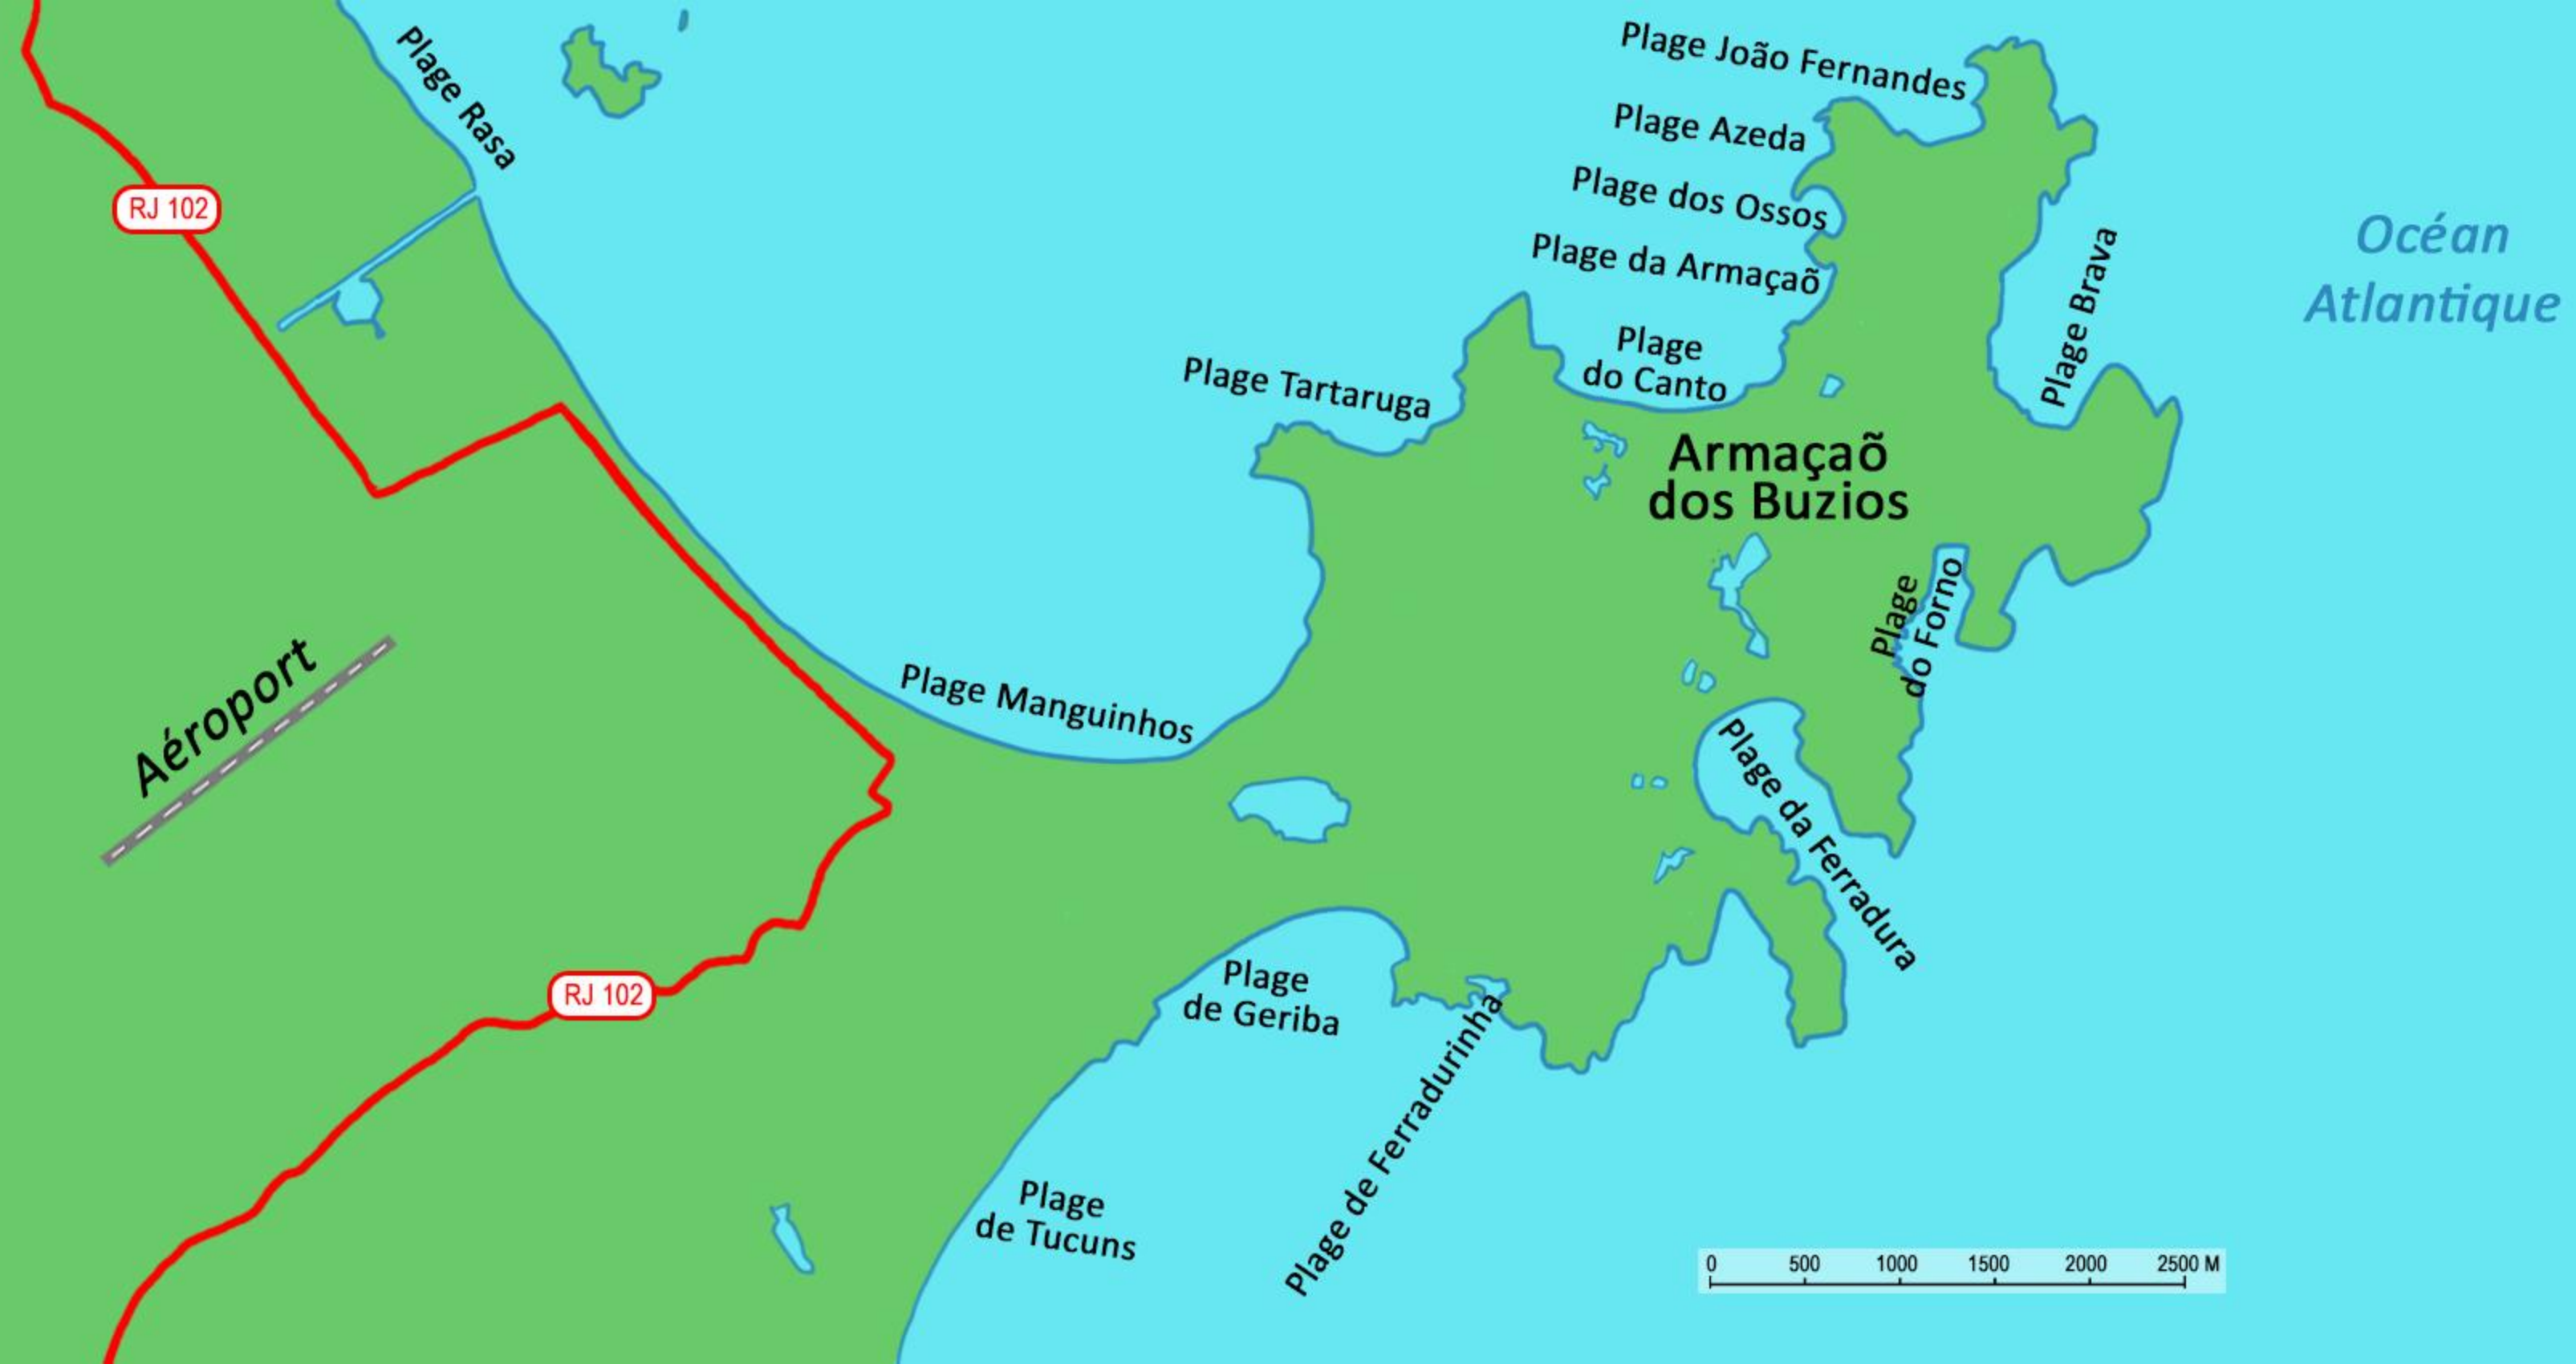 Plage João Fernandes
Plage Rasa
Plage Azeda
Plage dos Ossos
RJ 102
Plage da Armaçaõ
Océan
Atlantique
Plage Brava
Plage
do Canto
Plage Tartaruga
Armaçaõ
dos Buzios
Plage
do Forno
Aéroport
Plage Manguinhos
Plage da Ferradura
RJ 102
Plage
de Geriba
Plage de Ferradurinha
Plage
de Tucuns
0 500 1000 1500 2000 2500 M